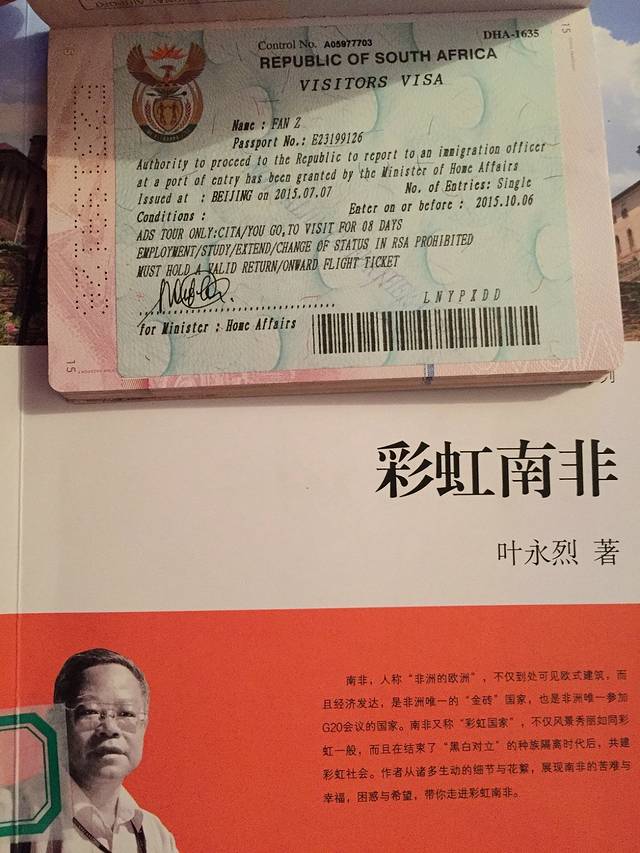 Control No. A05977703
DHA-1635
REPUBLIC OF SOUTH AFRICA
VISITORS VISA
Name : FAN Z
Passport No.: E23199126
Authority to proceed to the Republic to report to an immigration officer
at a port of entry has been granted by the Minister of Home Affairs
Issued at : BEIJING on 2015.07.07 No. of Entries: Single
Conditions : Enter on or before : 2015.10.06
ADS TOUR ONLY:CITA/YOU GO,TO VISIT FOR 08 DAYS
EMPLOYMENT/STUDY/EXTEND/CHANGE OF STATUS IN RSA PROHIBITED
MUST HOLD A VALID RETURN/ONWARD FLIGHT TICKET
LNYPXDD
for Minister : Home Affairs
15
15
彩虹南非
叶永烈 著
南非，人称“非洲的欧洲”，不仅到处可见欧式建筑，而
且经济发达，是非洲唯一的“金砖”国家，也是非洲唯一参加
G20会议的国家。南非又称“彩虹国家”，不仅风景秀丽如同彩
虹一般，而且在结束了“黑白对立”的种族隔离时代后，共建
彩虹社会。作者从诸多生动的细节与花絮，展现南非的苦难与
幸福，困惑与希望，带你走进彩虹南非。